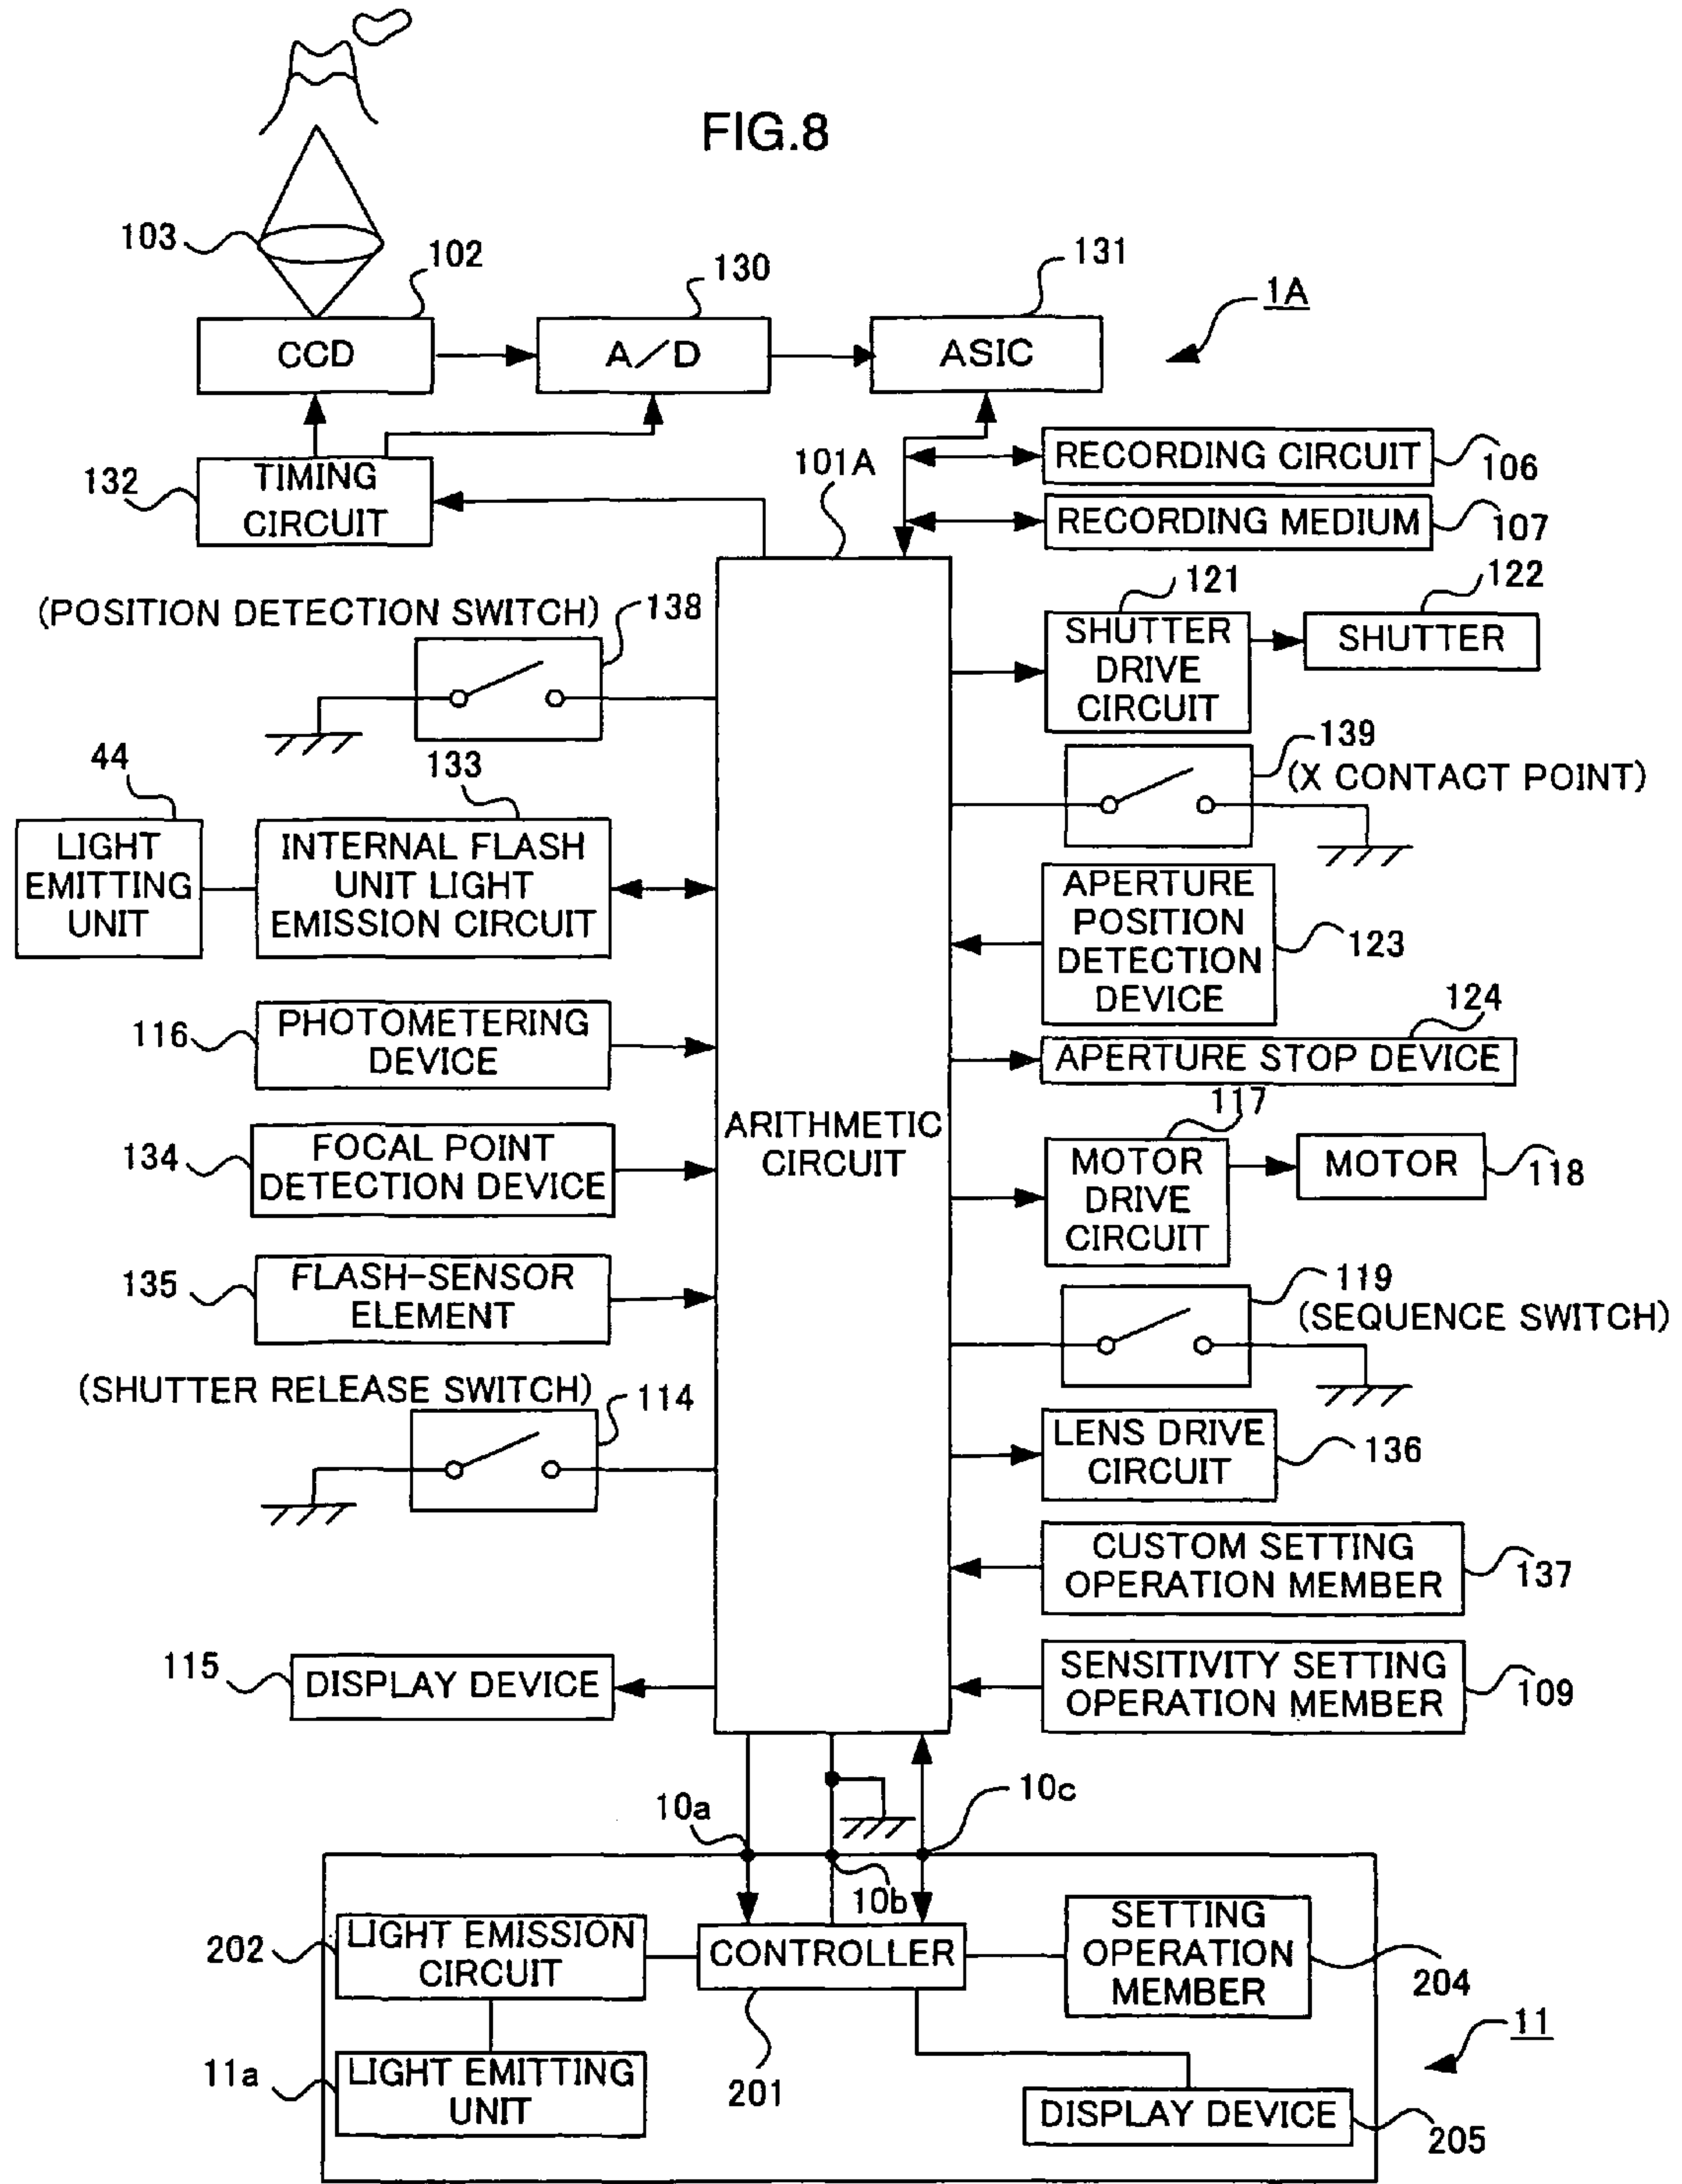 FIG.8
103
102
130
131
1A
CCD
A/D
ASIC
132
TIMING
CIRCUIT
101A
RECORDING CIRCUIT
106
RECORDING MEDIUM
107
(POSITION DETECTION SWITCH)
138
121
122
SHUTTER
DRIVE
CIRCUIT
SHUTTER
139
(X CONTACT POINT)
44
133
LIGHT
EMITTING
UNIT
INTERNAL FLASH
UNIT LIGHT
EMISSION CIRCUIT
APERTURE
POSITION
DETECTION
DEVICE
123
116
PHOTOMETERING
DEVICE
124
APERTURE STOP DEVICE
ARITHMETIC
CIRCUIT
117
134
FOCAL POINT
DETECTION DEVICE
MOTOR
DRIVE
CIRCUIT
MOTOR
118
135
FLASH-SENSOR
ELEMENT
119
(SEQUENCE SWITCH)
(SHUTTER RELEASE SWITCH)
114
LENS DRIVE
CIRCUIT
136
CUSTOM SETTING
OPERATION MEMBER
137
115
DISPLAY DEVICE
SENSITIVITY SETTING
OPERATION MEMBER
109
10a
10b
10c
202
LIGHT EMISSION
CIRCUIT
CONTROLLER
SETTING
OPERATION
MEMBER
204
11
11a
LIGHT EMITTING
UNIT
201
DISPLAY DEVICE
205